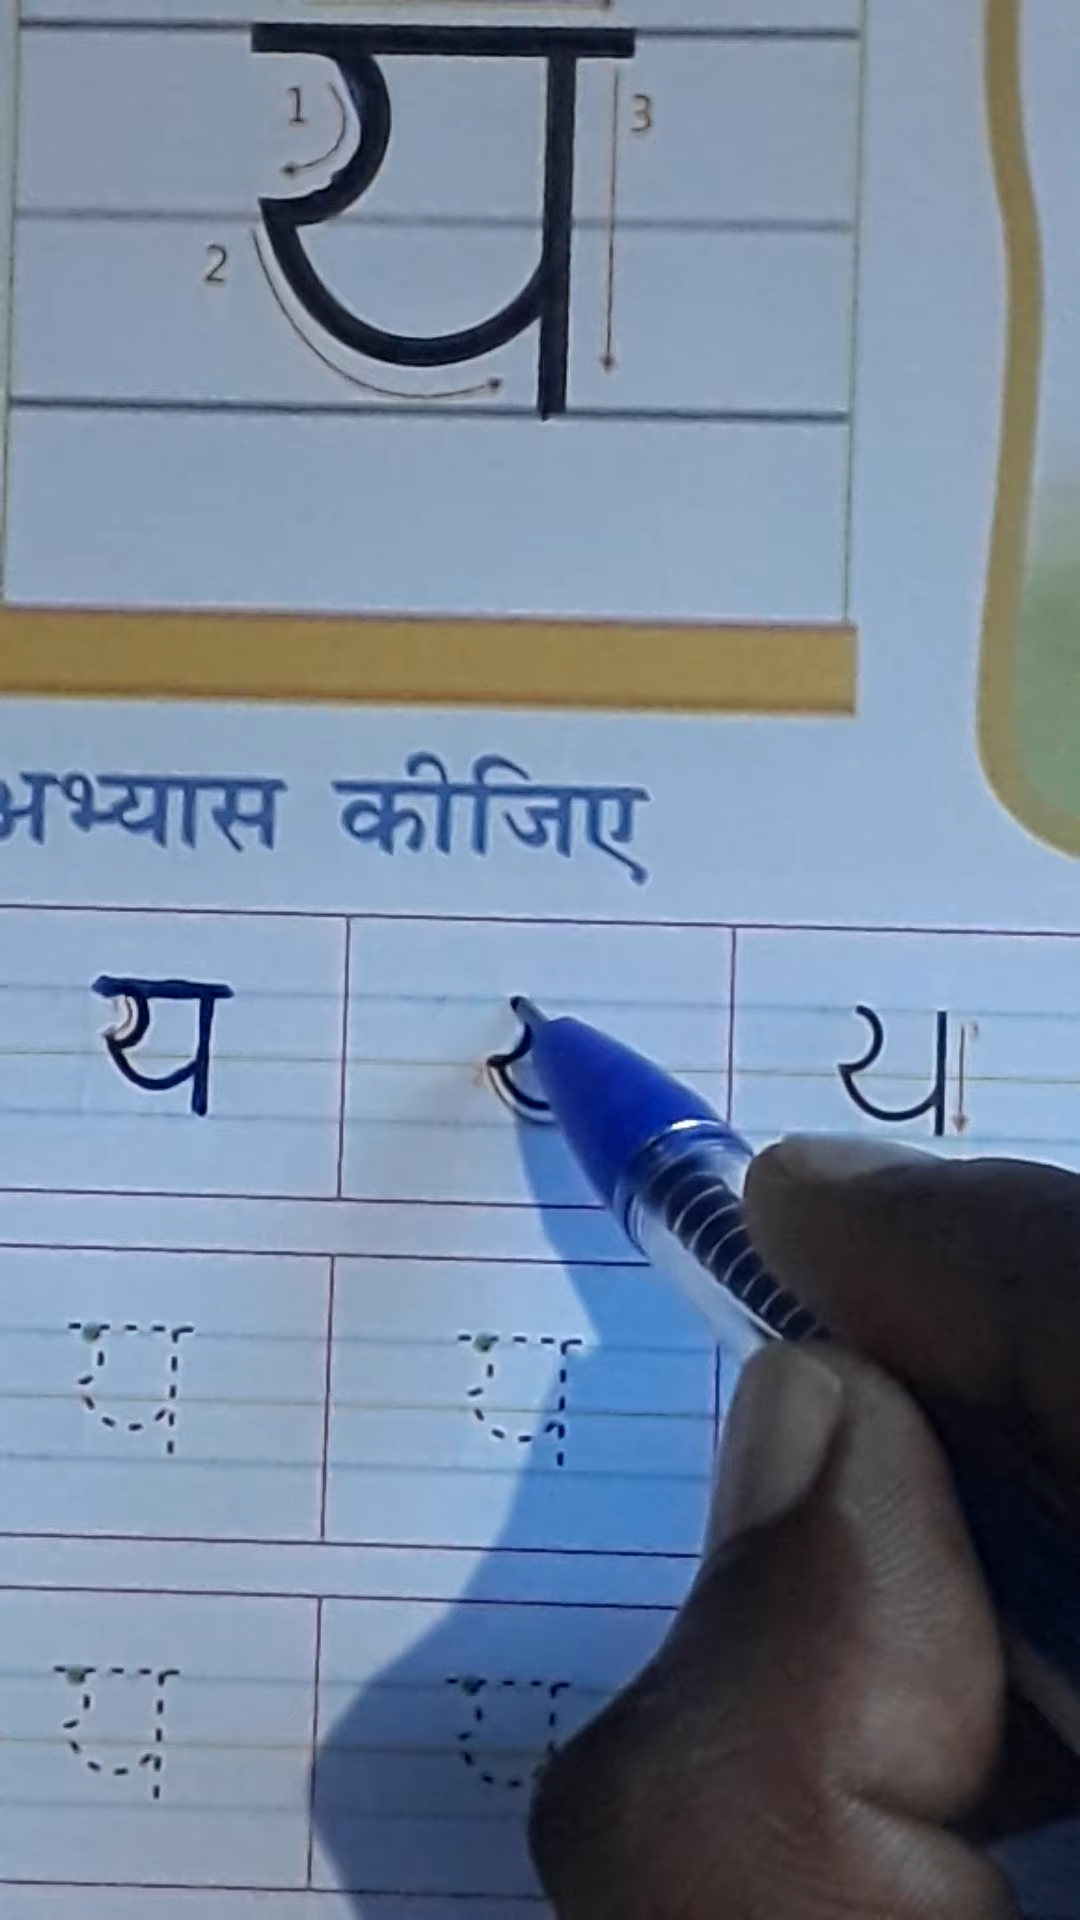 य
1
3
2
अभ्यास कीजिए
य य
य य
य य